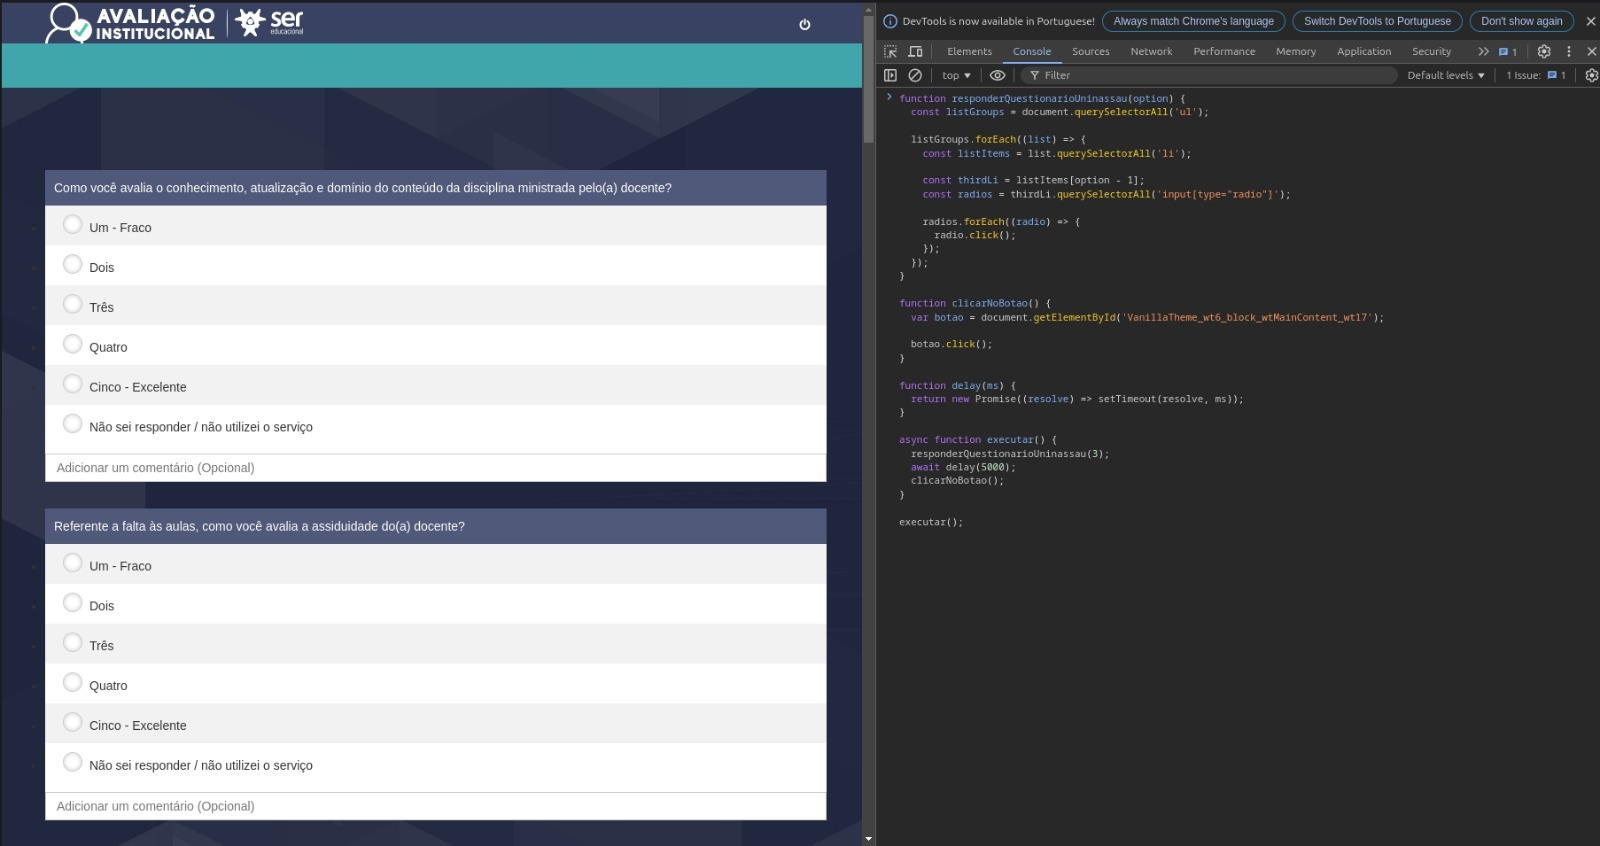 AVALIAÇÃO
INSTITUCIONAL
ser
educacional
Como você avalia o conhecimento, atualização e domínio do conteúdo da disciplina ministrada pelo(a) docente?
Um - Fraco
Dois
Três
Quatro
Cinco - Excelente
Não sei responder / não utilizei o serviço
Adicionar um comentário (Opcional)
Referente a falta às aulas, como você avalia a assiduidade do(a) docente?
Um - Fraco
Dois
Três
Quatro
Cinco - Excelente
Não sei responder / não utilizei o serviço
Adicionar um comentário (Opcional)
DevTools is now available in Portuguese! Always match Chrome's language Switch DevTools to Portuguese Don't show again
Elements Console Sources Network Performance Memory Application Security 1
top Filter Default levels 1 Issue: 1
function responderQuestionarioUninassau(option) {
const listGroups = document.querySelectorAll('ul');
listGroups.forEach((list) => {
const listItems = list.querySelectorAll('li');
const thirdLi = listItems[option - 1];
const radios = thirdLi.querySelectorAll('input[type="radio"]');
radios.forEach((radio) => {
radio.click();
});
});
}
function clicarNoBotao() {
var botao = document.getElementById('VanillaTheme_wt6_block_wtMainContent_wt17');
botao.click();
}
function delay(ms) {
return new Promise((resolve) => setTimeout(resolve, ms));
}
async function executar() {
responderQuestionarioUninassau(3);
await delay(5000);
clicarNoBotao();
}
executar();